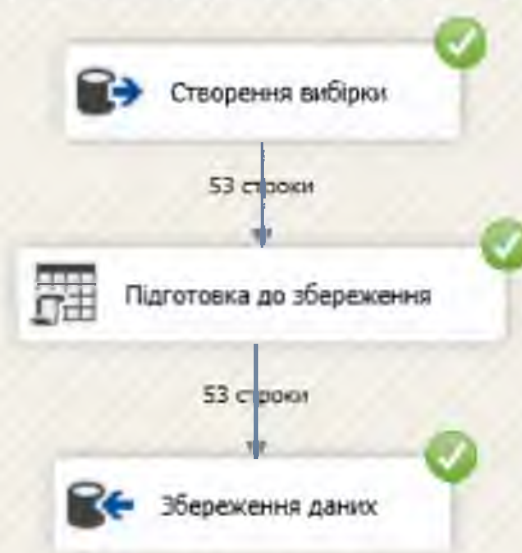 Створення вибірки
53 строки
Підготовка до збереження
53 строки
Збереження даних